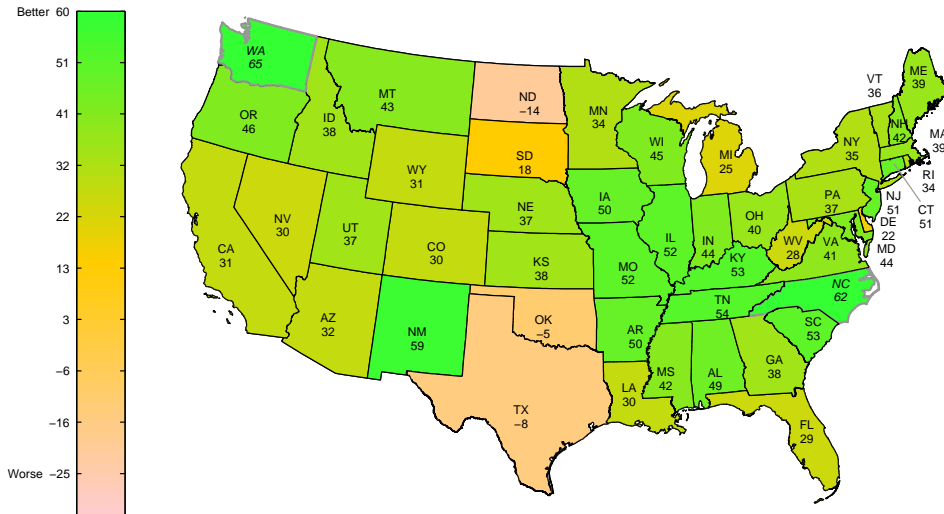 Better 60
51
41
32
22
13
3
−6
−16
Worse −25
WA
65
OR
46
CA
31
ID
38
NV
30
MT
43
WY
31
UT
37
AZ
32
CO
30
NM
59
ND
−14
SD
18
NE
37
KS
38
OK
−5
TX
−8
MN
34
IA
50
MO
52
AR
50
LA
30
WI
45
IL
52
MS
42
MI
25
IN
44
KY
53
TN
54
AL
49
OH
40
WV
28
GA
38
FL
29
SC
53
NC
62
VA
41
PA
37
NY
35
VT
36
NH
42
ME
39
MA
39
RI
34
CT
51
NJ
51
DE
22
MD
44